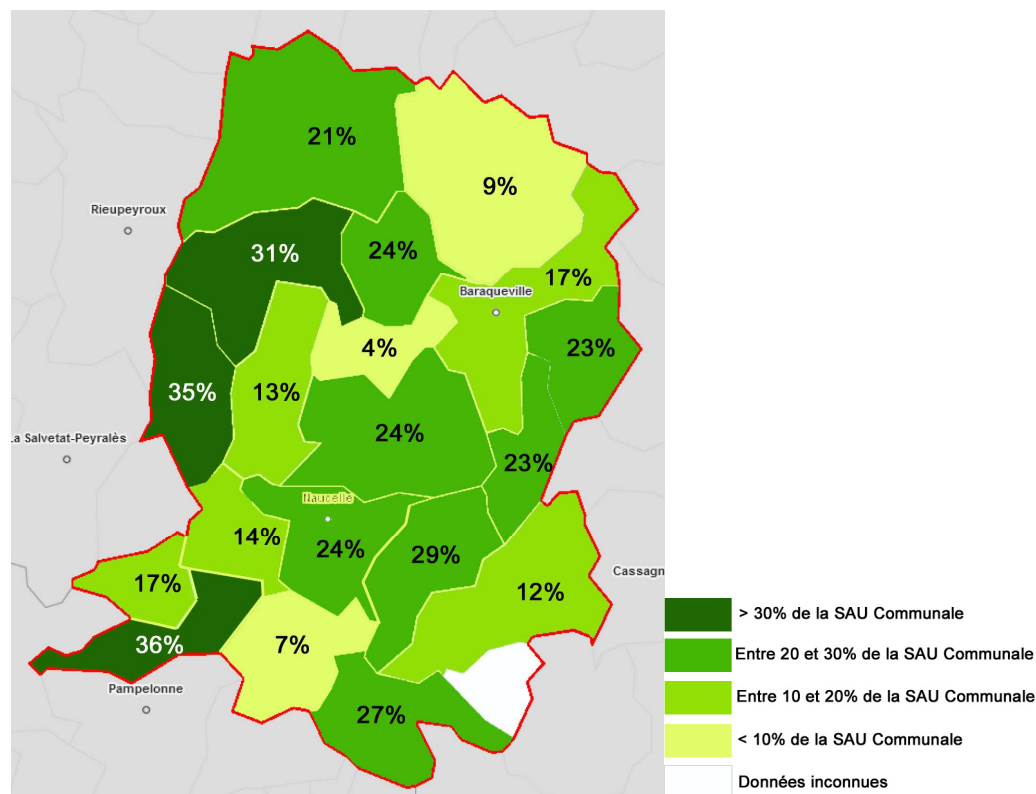 21%
9%
Rieupeyroux
31%
24%
17%
Baraqueville
4%
23%
35%
13%
24%
La Salvetat-Peyralès
23%
Naucelle
14%
24%
29%
Cassagn
17%
12%
> 30% de la SAU Communale
36%
7%
Entre 20 et 30% de la SAU Communale
Pampelonne
Entre 10 et 20% de la SAU Communale
27%
< 10% de la SAU Communale
Données inconnues